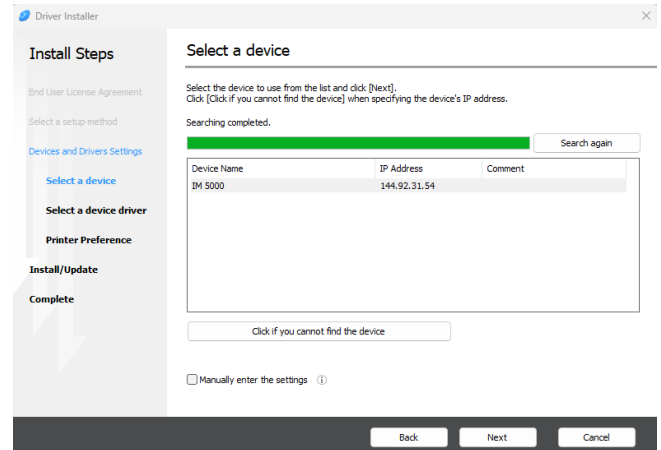 Driver Installer
Install Steps
End User License Agreement
Select a setup method
Devices and Drivers Settings
Select a device
Select a device driver
Printer Preference
Install/Update
Complete
Select a device
Select the device to use from the list and click [Next].
Click [Click if you cannot find the device] when specifying the device's IP address.
Searching completed.
Search again
Device Name IP Address Comment
IM 5000 144.92.31.54
Click if you cannot find the device
Manually enter the settings
Back Next Cancel